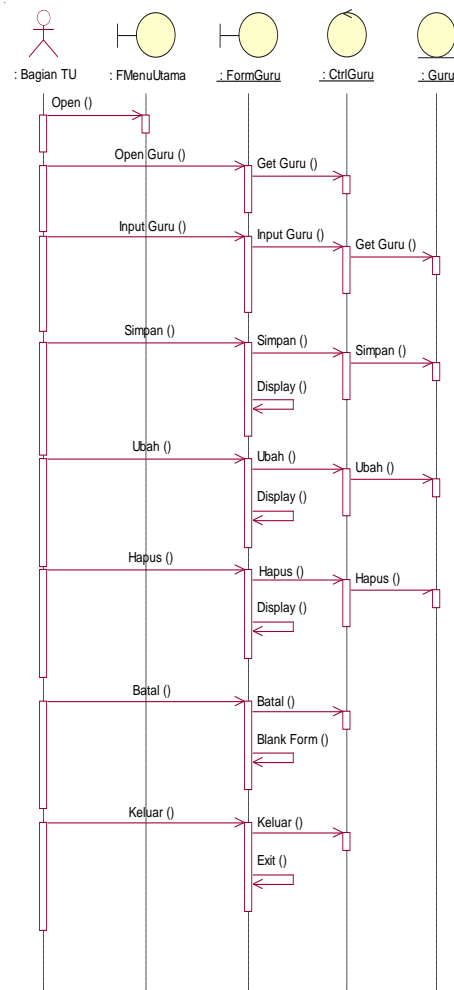 : Bagian TU : FMenuUtama : FormGuru : CtrlGuru : Guru
Open ()
Open Guru () Get Guru ()
Input Guru () Input Guru () Get Guru ()
Simpan () Simpan () Simpan ()
Display ()
Ubah () Ubah () Ubah ()
Display ()
Hapus () Hapus () Hapus ()
Display ()
Batal () Batal ()
Blank Form ()
Keluar () Keluar ()
Exit ()